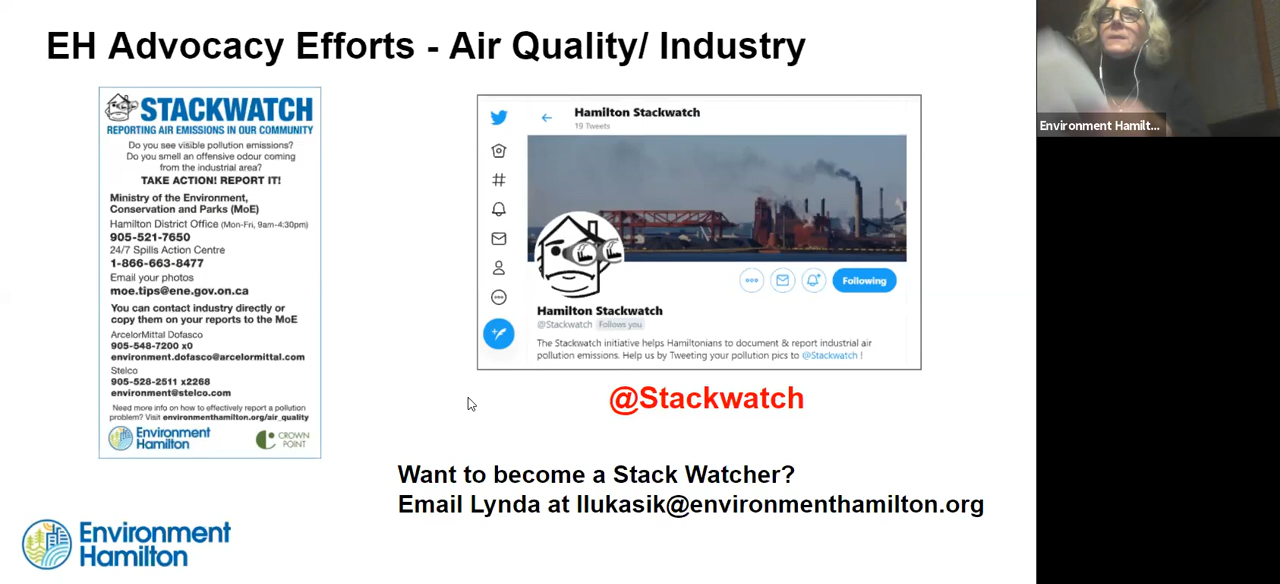 EH Advocacy Efforts - Air Quality/ Industry
STACKWATCH
REPORTING AIR EMISSIONS IN OUR COMMUNITY
Do you see visible pollution emissions?
Do you smell an offensive odour coming
from the industrial area?
TAKE ACTION! REPORT IT!
Ministry of the Environment,
Conservation and Parks (MoE)
Hamilton District Office (Mon-Fri, 9am-4:30pm)
905-521-7650
24/7 Spills Action Centre
1-866-663-8477
Email your photos
moe.tips@ene.gov.on.ca
You can contact industry directly or
copy them on your reports to the MoE
ArcelorMittal Dofasco
905-548-7200 x0
environment.dofasco@arcelormittal.com
Stelco
905-528-2511 x2268
environment@stelco.com
Need more info on how to effectively report a pollution
problem? Visit environmenthamilton.org/air_quality
Environment
Hamilton
CROWN
POINT
Hamilton Stackwatch
19 Tweets
Following
Hamilton Stackwatch
@Stackwatch Follows you
The Stackwatch initiative helps Hamiltonians to document & report industrial air
pollution emissions. Help us by Tweeting your pollution pics to @Stackwatch !
@Stackwatch
Want to become a Stack Watcher?
Email Lynda at llukasik@environmenthamilton.org
Environment
Hamilton
Environment Hamilt...